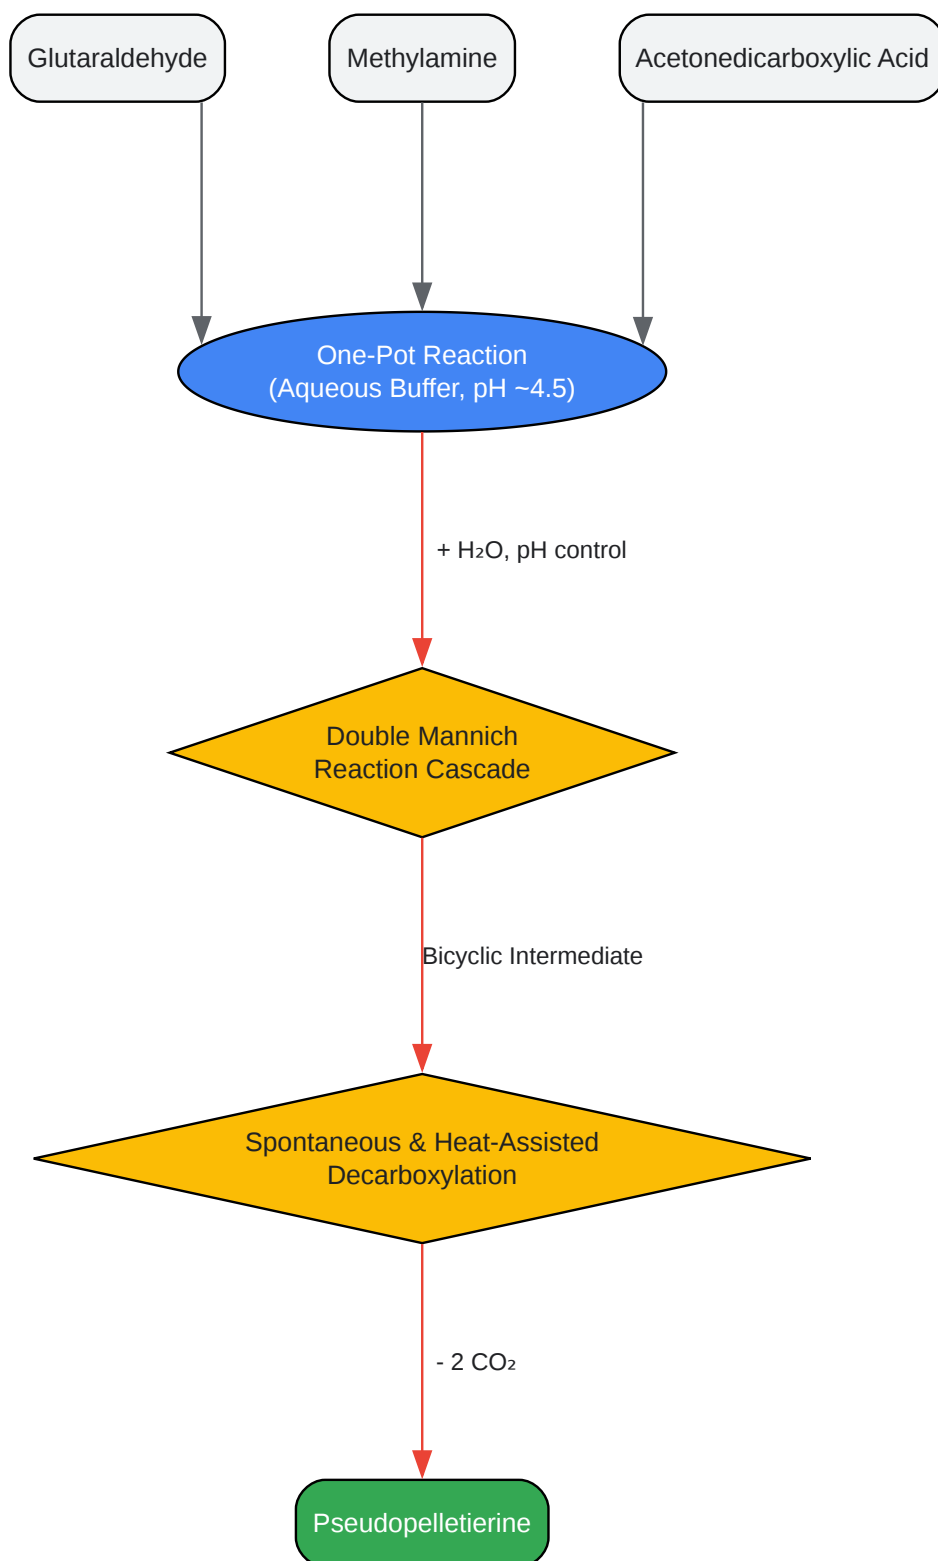 Glutaraldehyde
Methylamine
Acetonedicarboxylic Acid
One-Pot Reaction
(Aqueous Buffer, pH ~4.5)
+ H₂O, pH control
Double Mannich
Reaction Cascade
Bicyclic Intermediate
Spontaneous & Heat-Assisted
Decarboxylation
- 2 CO₂
Pseudopelletierine